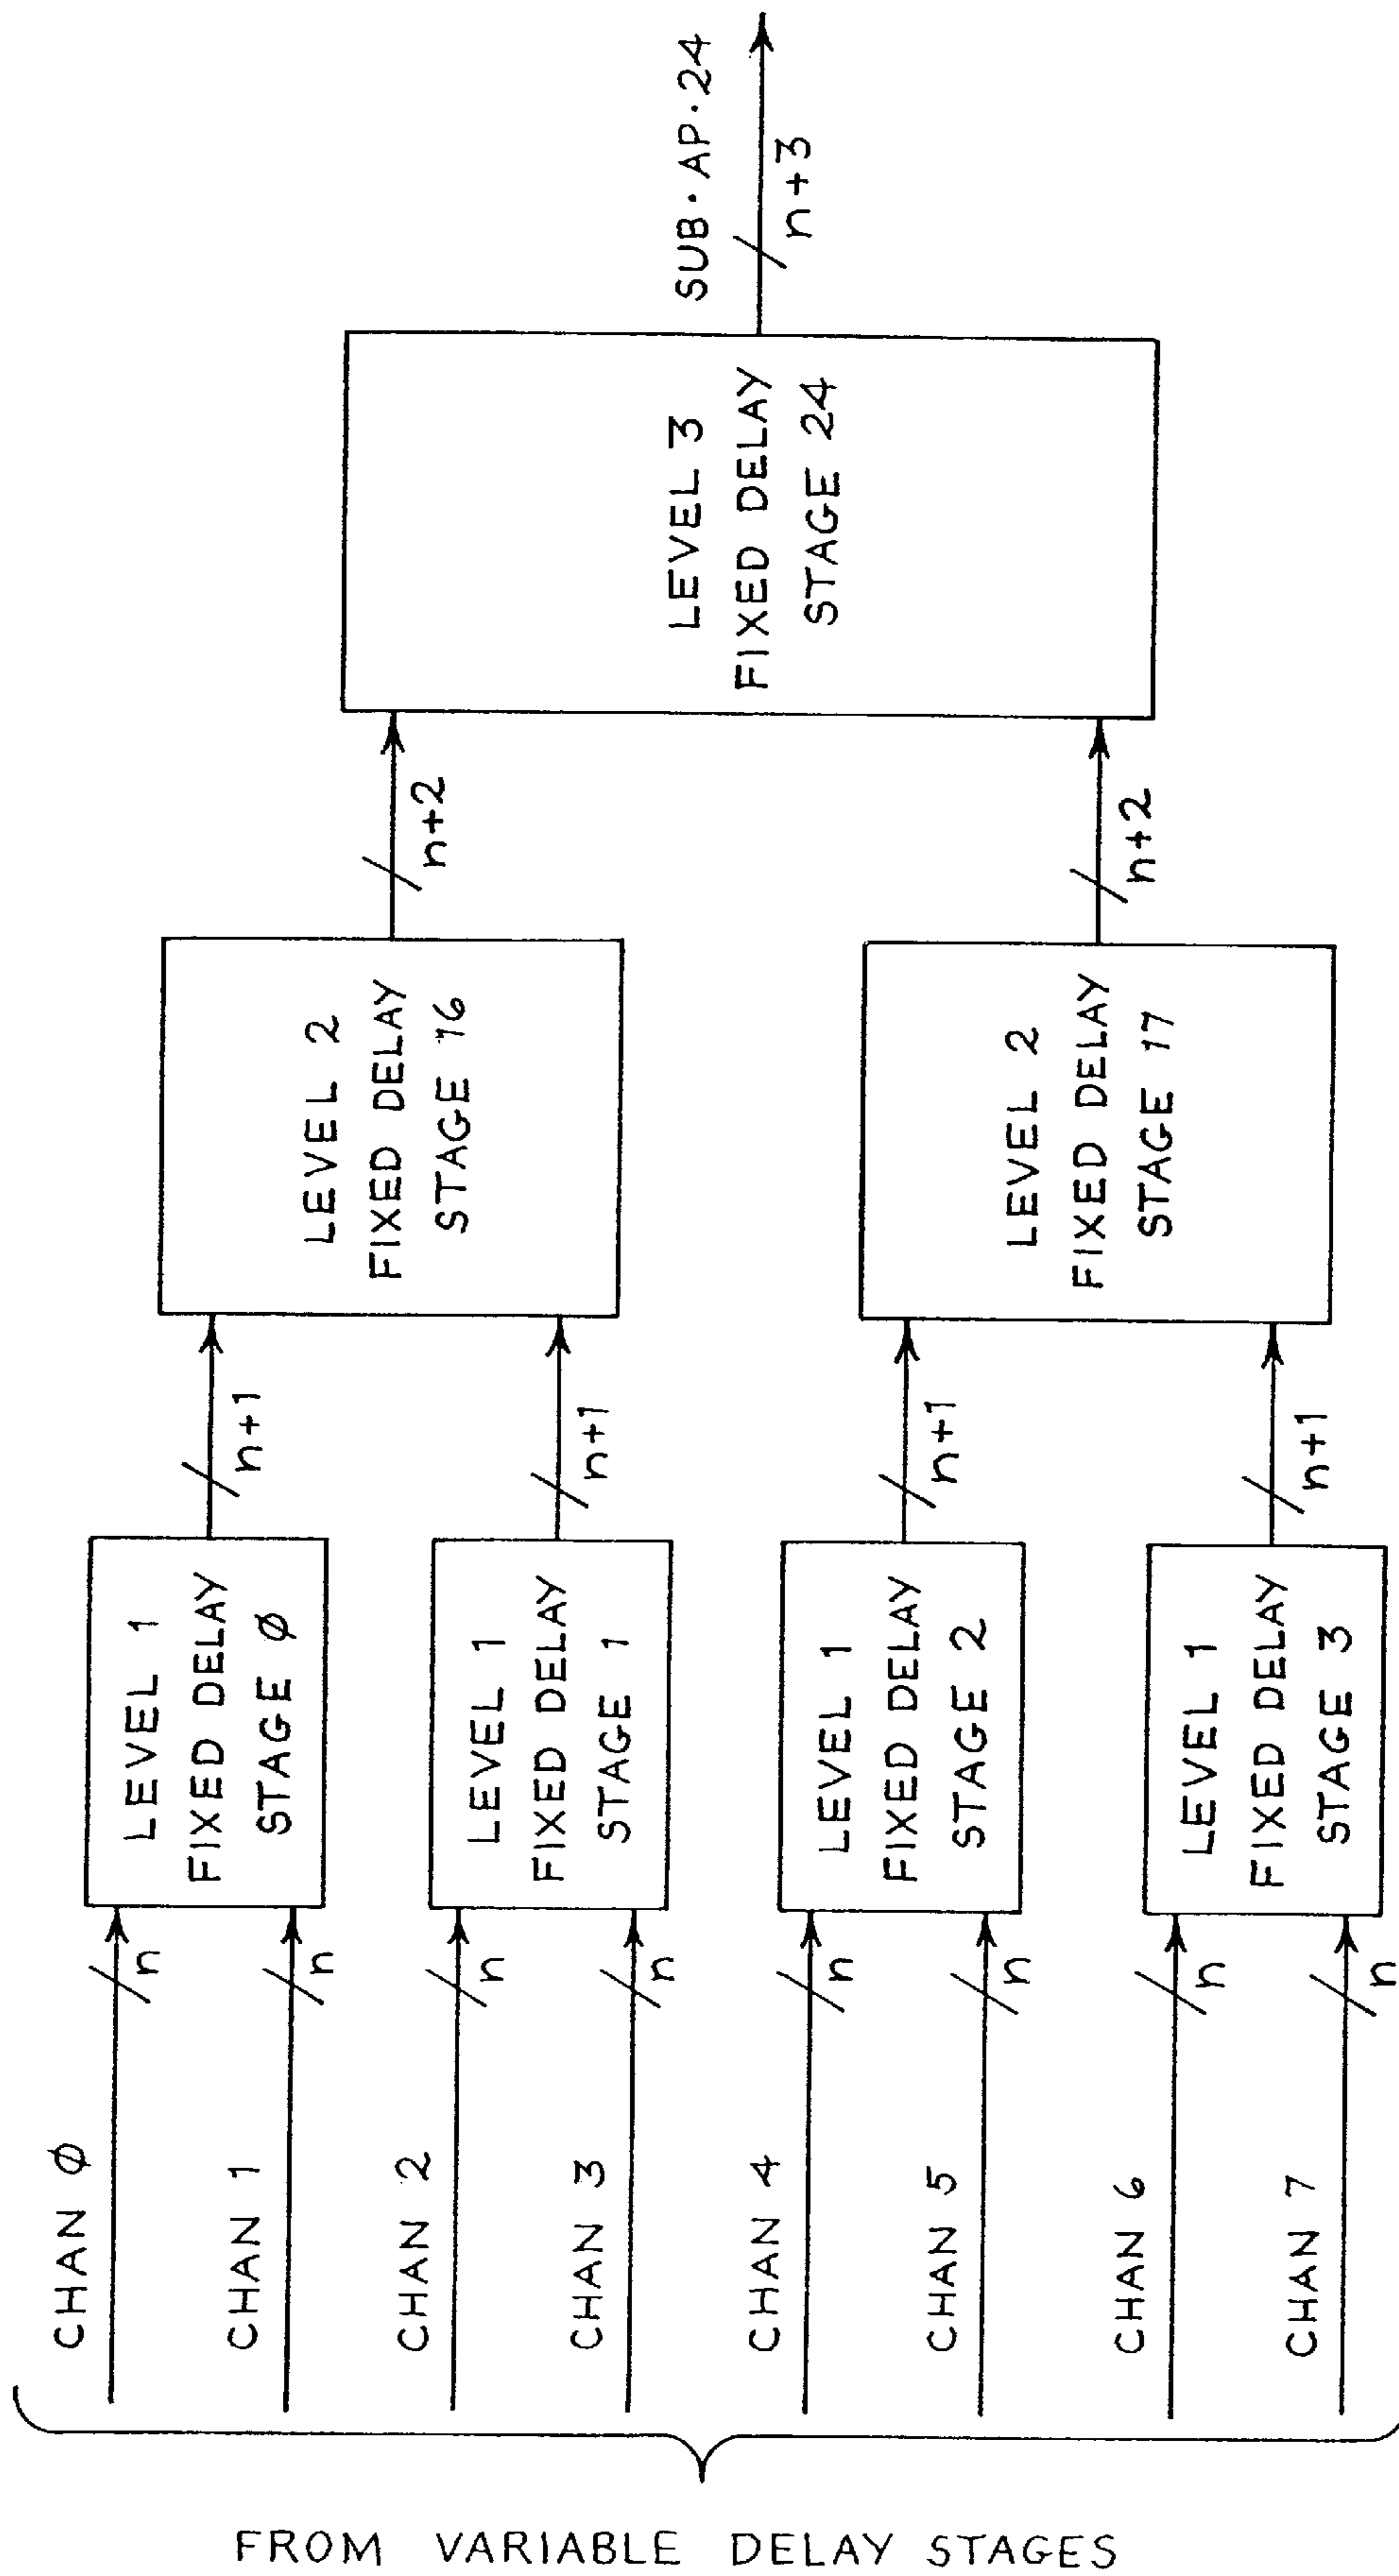 FROM VARIABLE DELAY STAGES
CHAN Ø
n
CHAN 1
n
CHAN 2
n
CHAN 3
n
CHAN 4
n
CHAN 5
n
CHAN 6
n
CHAN 7
n
LEVEL 1
FIXED DELAY
STAGE Ø
LEVEL 1
FIXED DELAY
STAGE 1
LEVEL 1
FIXED DELAY
STAGE 2
LEVEL 1
FIXED DELAY
STAGE 3
n+1
n+1
n+1
n+1
LEVEL 2
FIXED DELAY
STAGE 16
LEVEL 2
FIXED DELAY
STAGE 17
n+2
n+2
LEVEL 3
FIXED DELAY
STAGE 24
SUB·AP·24
n+3